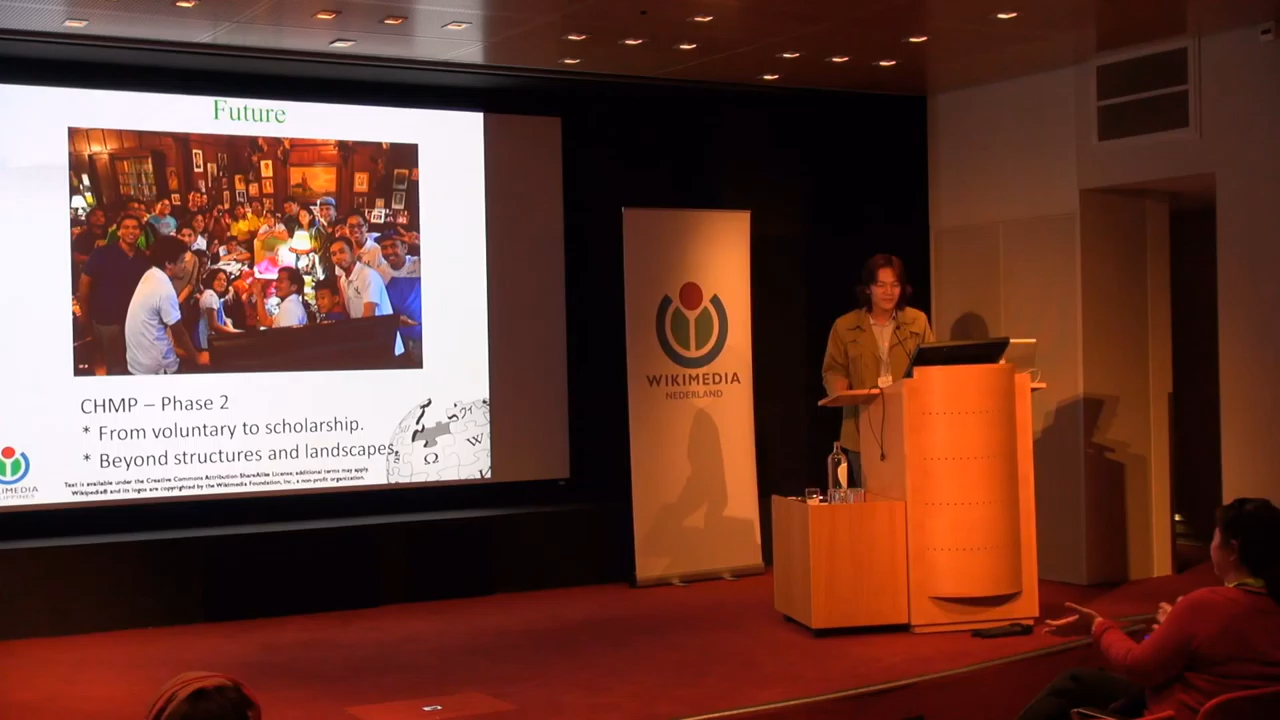 Future
CHMP – Phase 2
* From voluntary to scholarship.
* Beyond structures and landscapes.
Text is available under the Creative Commons Attribution-ShareAlike License; additional terms may apply.
Wikipedia® and its logos are copyrighted by the Wikimedia Foundation, Inc., a non-profit organization.
Ω
W
WIKIMEDIA
NEDERLAND